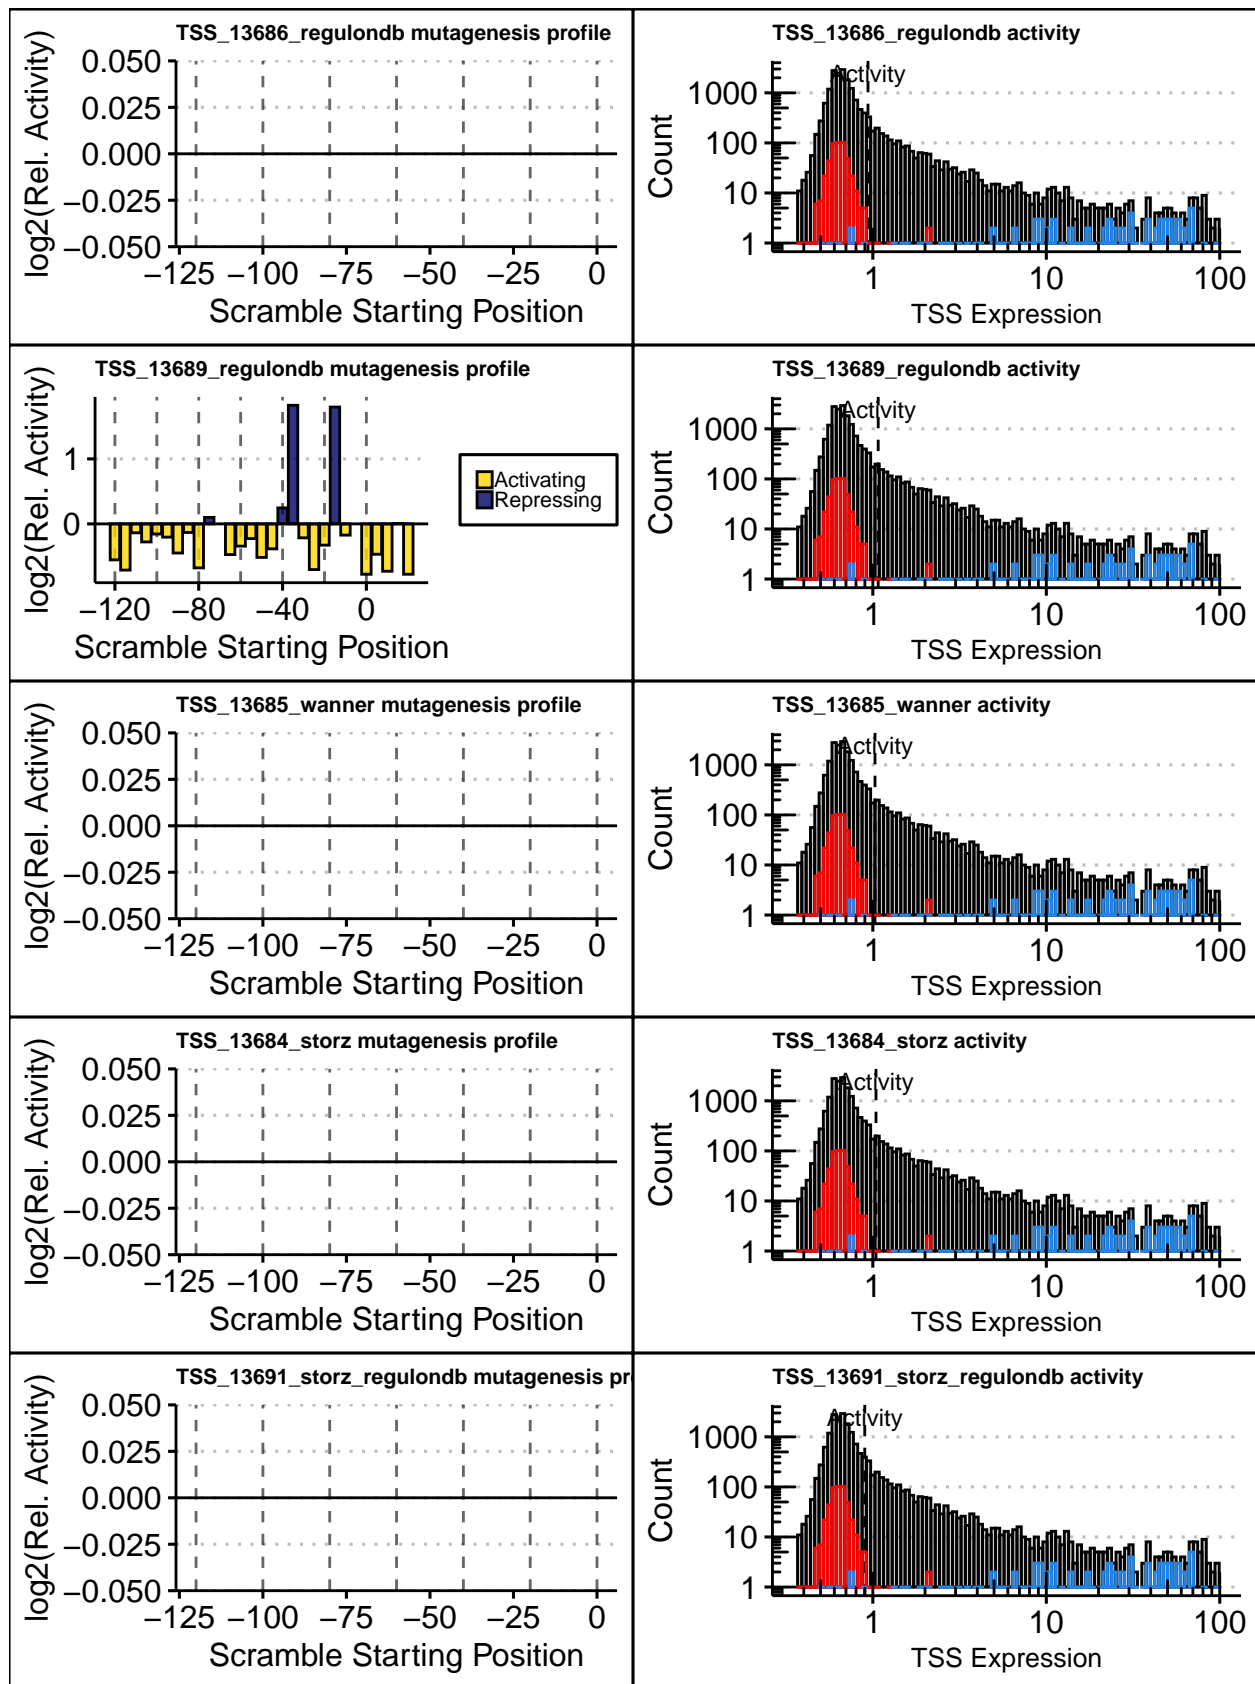 TSS_13686_regulondb mutagenesis profile
log2(Rel. Activity)
0.050
0.025
0.000
−0.025
−0.050
−125 −100 −75 −50 −25 0
Scramble Starting Position
TSS_13686_regulondb activity
Activity
Count
1000
100
10
1
1 10 100
TSS Expression
TSS_13689_regulondb mutagenesis profile
log2(Rel. Activity)
1
0
−120 −80 −40 0
Scramble Starting Position
Activating
Repressing
TSS_13689_regulondb activity
Activity
Count
1000
100
10
1
1 10 100
TSS Expression
TSS_13685_wanner mutagenesis profile
log2(Rel. Activity)
0.050
0.025
0.000
−0.025
−0.050
−125 −100 −75 −50 −25 0
Scramble Starting Position
TSS_13685_wanner activity
Activity
Count
1000
100
10
1
1 10 100
TSS Expression
TSS_13684_storz mutagenesis profile
log2(Rel. Activity)
0.050
0.025
0.000
−0.025
−0.050
−125 −100 −75 −50 −25 0
Scramble Starting Position
TSS_13684_storz activity
Activity
Count
1000
100
10
1
1 10 100
TSS Expression
TSS_13691_storz_regulondb mutagenesis pr
log2(Rel. Activity)
0.050
0.025
0.000
−0.025
−0.050
−125 −100 −75 −50 −25 0
Scramble Starting Position
TSS_13691_storz_regulondb activity
Activity
Count
1000
100
10
1
1 10 100
TSS Expression